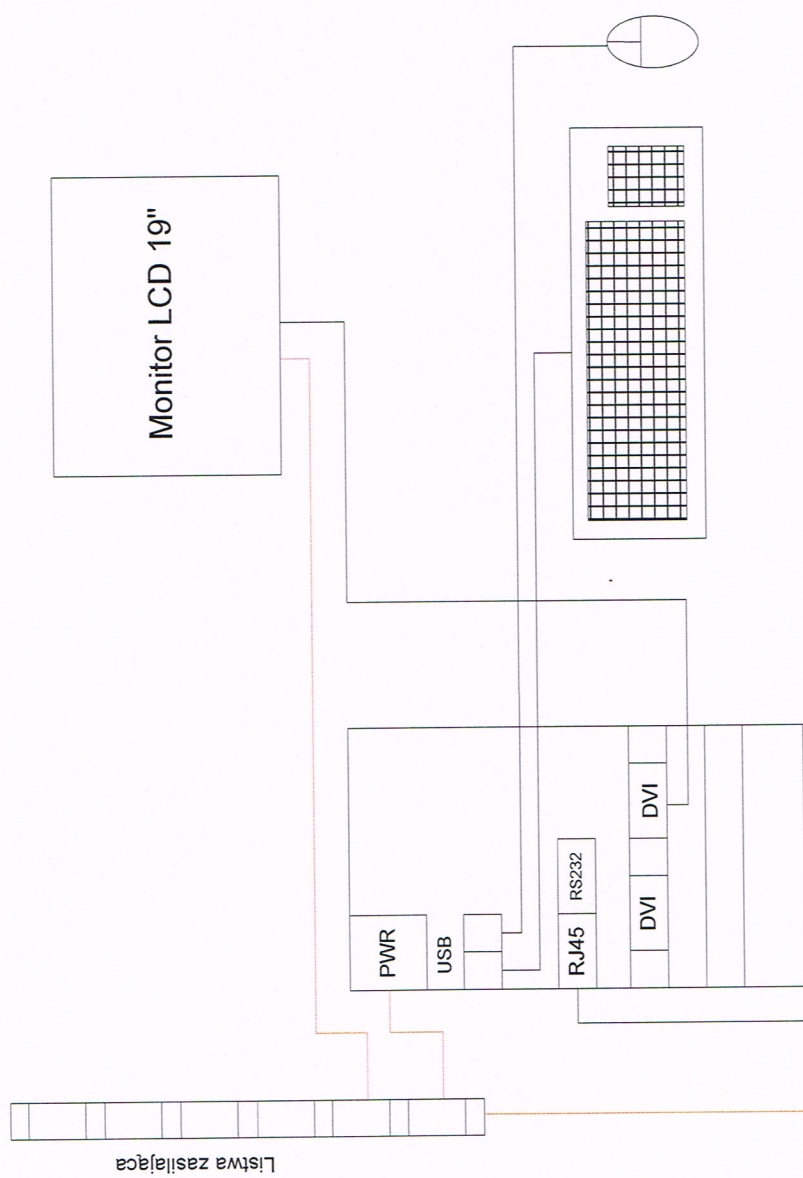 Monitor LCD 19"
PWR
USB
RJ45
RS232
DVI
DVI
Listwa zasilająca